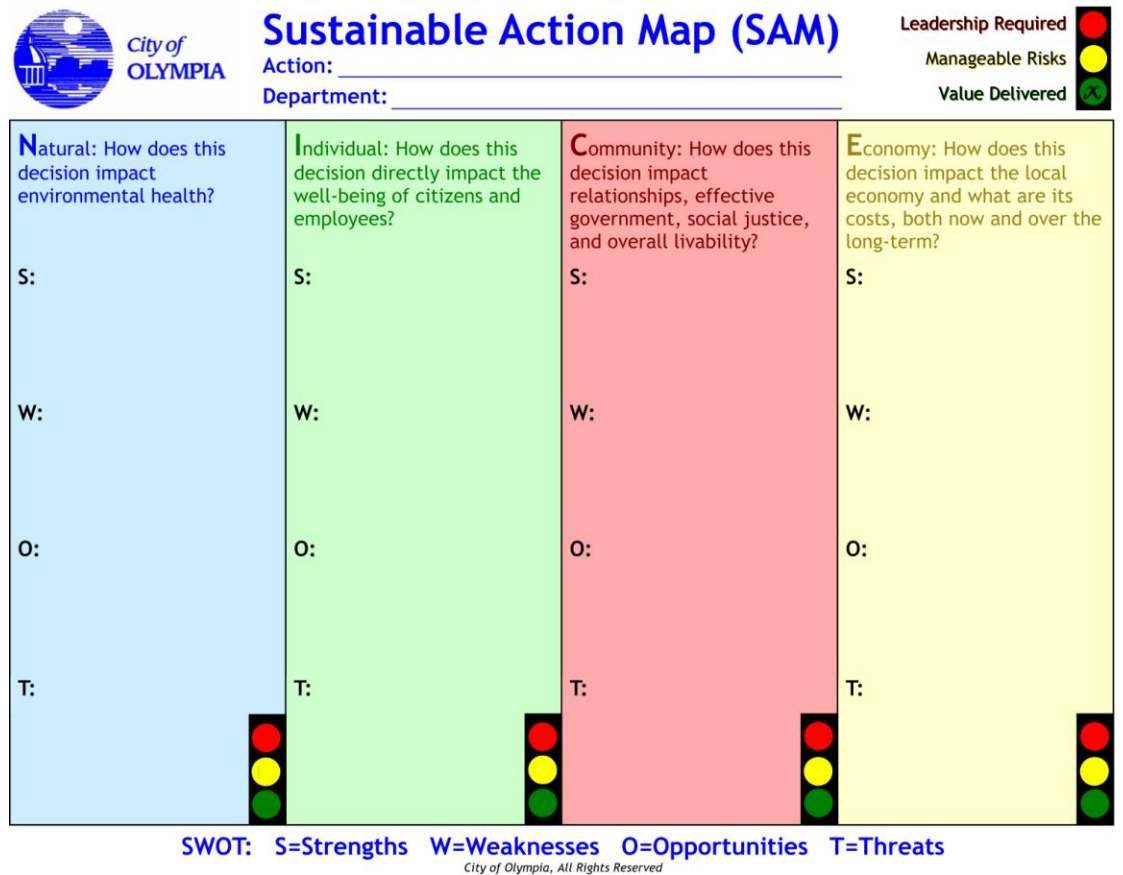 City of
OLYMPIA
Sustainable Action Map (SAM)
Action:
Department:
Leadership Required
Manageable Risks
Value Delivered x
Natural: How does this
decision impact
environmental health?
S:
W:
O:
T:
Individual: How does this
decision directly impact the
well-being of citizens and
employees?
S:
W:
O:
T:
Community: How does this
decision impact
relationships, effective
government, social justice,
and overall livability?
S:
W:
O:
T:
Economy: How does this
decision impact the local
economy and what are its
costs, both now and over the
long-term?
S:
W:
O:
T:
SWOT: S=Strengths W=Weaknesses O=Opportunities T=Threats
City of Olympia, All Rights Reserved